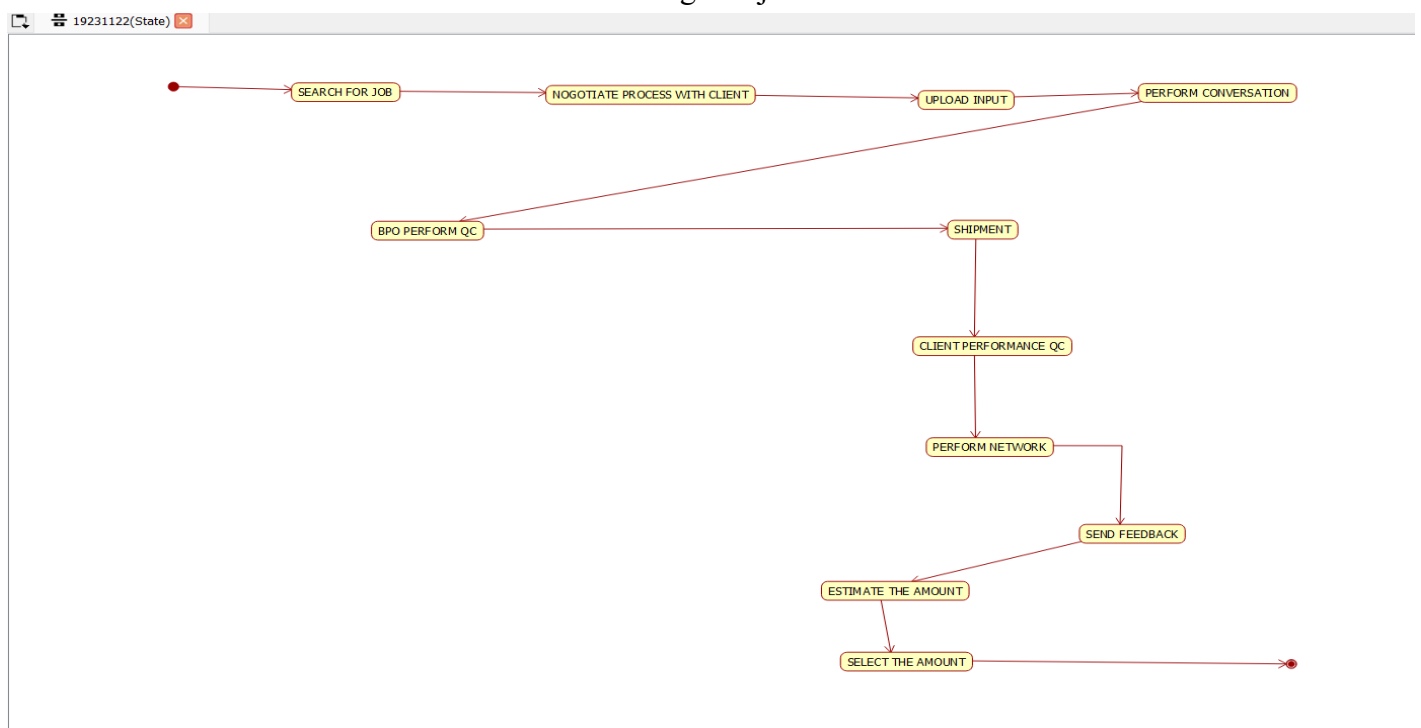 19231122(State)
SEARCH FOR JOB
NOGOTIATE PROCESS WITH CLIENT
UPLOAD INPUT
PERFORM CONVERSATION
BPO PERFORM QC
SHIPMENT
CLIENT PERFORMANCE QC
PERFORM NETWORK
SEND FEEDBACK
ESTIMATE THE AMOUNT
SELECT THE AMOUNT